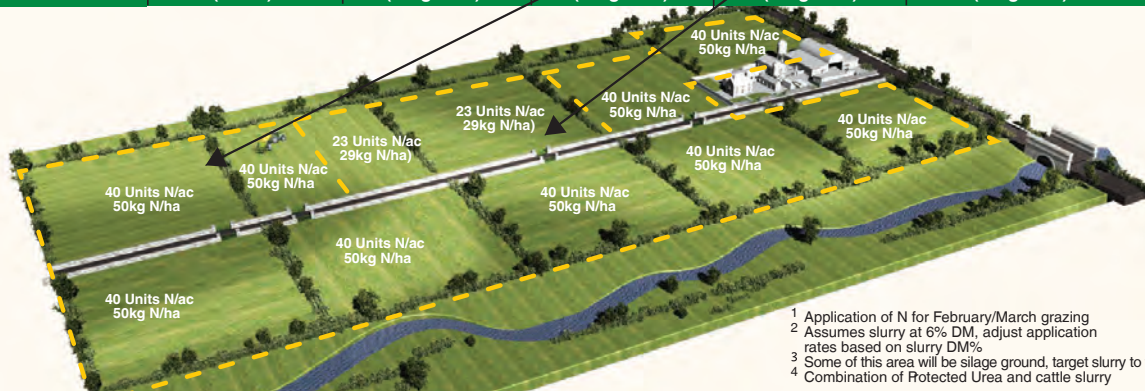 40 Units N/ac
50kg N/ha
40 Units N/ac
50kg N/ha
23 Units N/ac
29kg N/ha)
40 Units N/ac
50kg N/ha
23 Units N/ac
29kg N/ha)
40 Units N/ac
50kg N/ha
40 Units N/ac
50kg N/ha
40 Units N/ac
50kg N/ha
40 Units N/ac
50kg N/ha
40 Units N/ac
50kg N/ha
40 Units N/ac
50kg N/ha
1 Application of N for February/March grazing
2 Assumes slurry at 6% DM, adjust application
rates based on slurry DM%
3 Some of this area will be silage ground, target slurry to
4 Combination of Protected Urea and cattle slurry